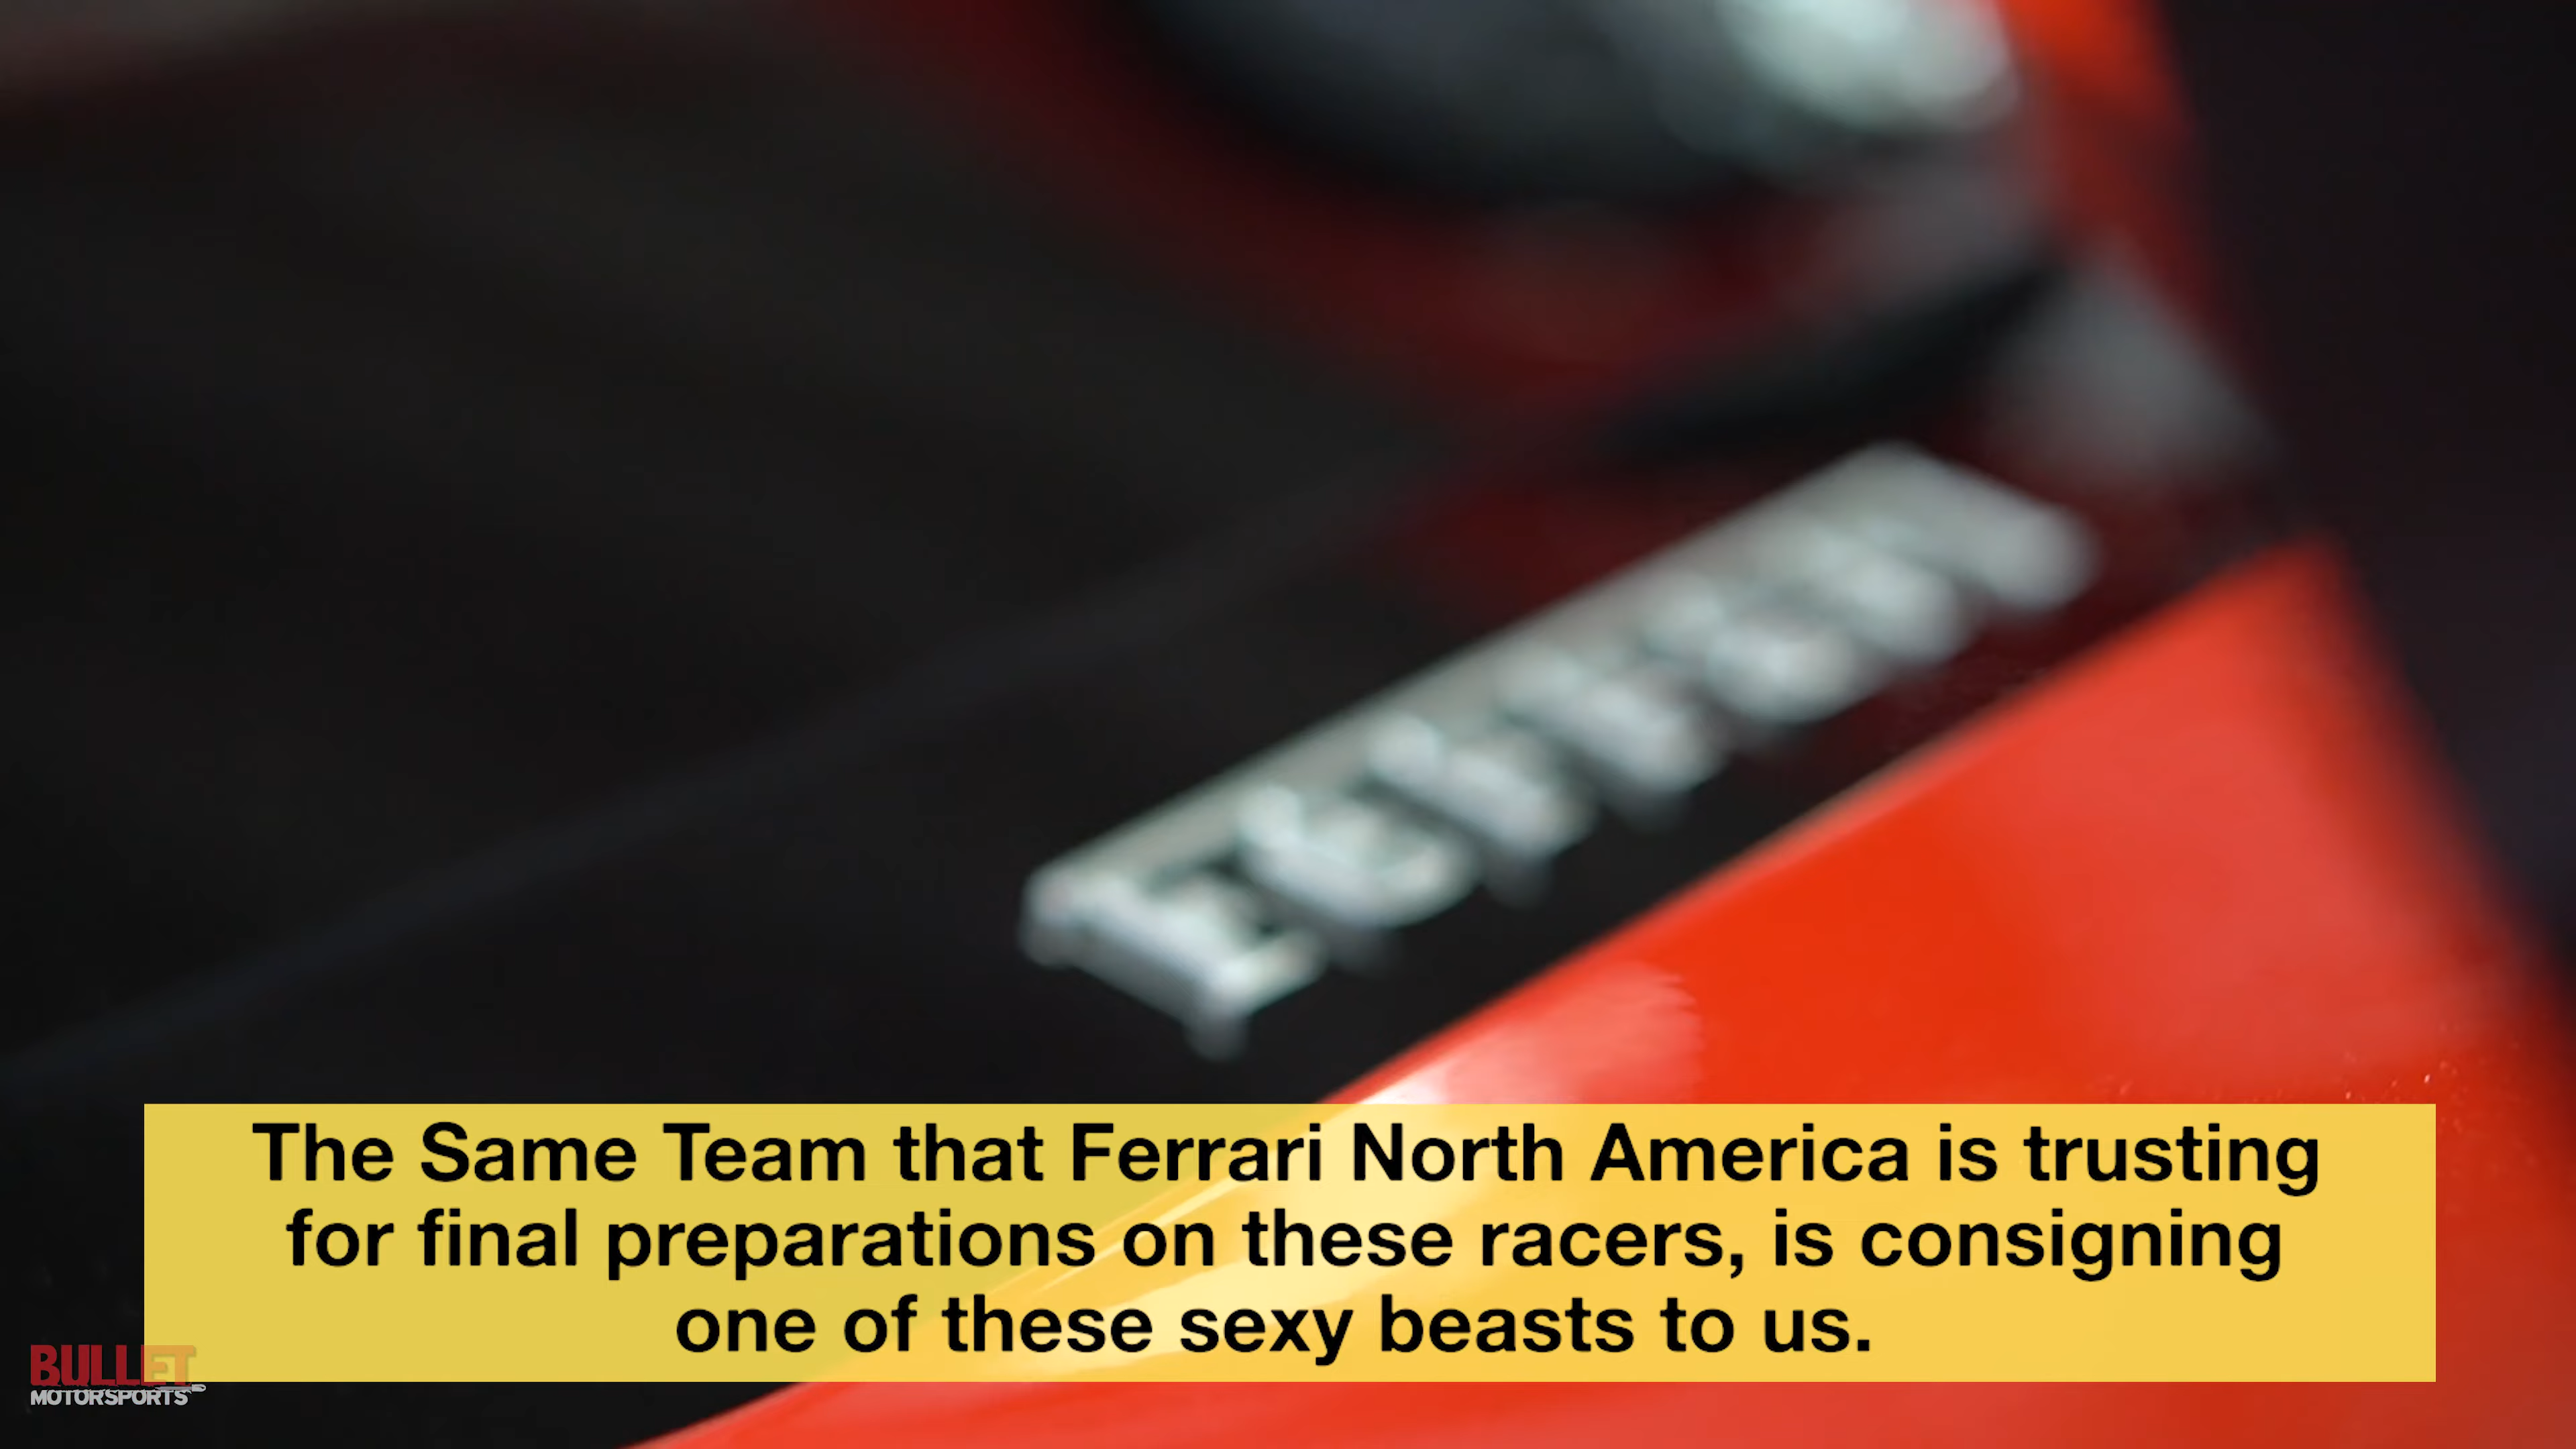 Ferrari
The Same Team that Ferrari North America is trusting
for final preparations on these racers, is consigning
one of these sexy beasts to us.
BULLET
MOTORSPORTS